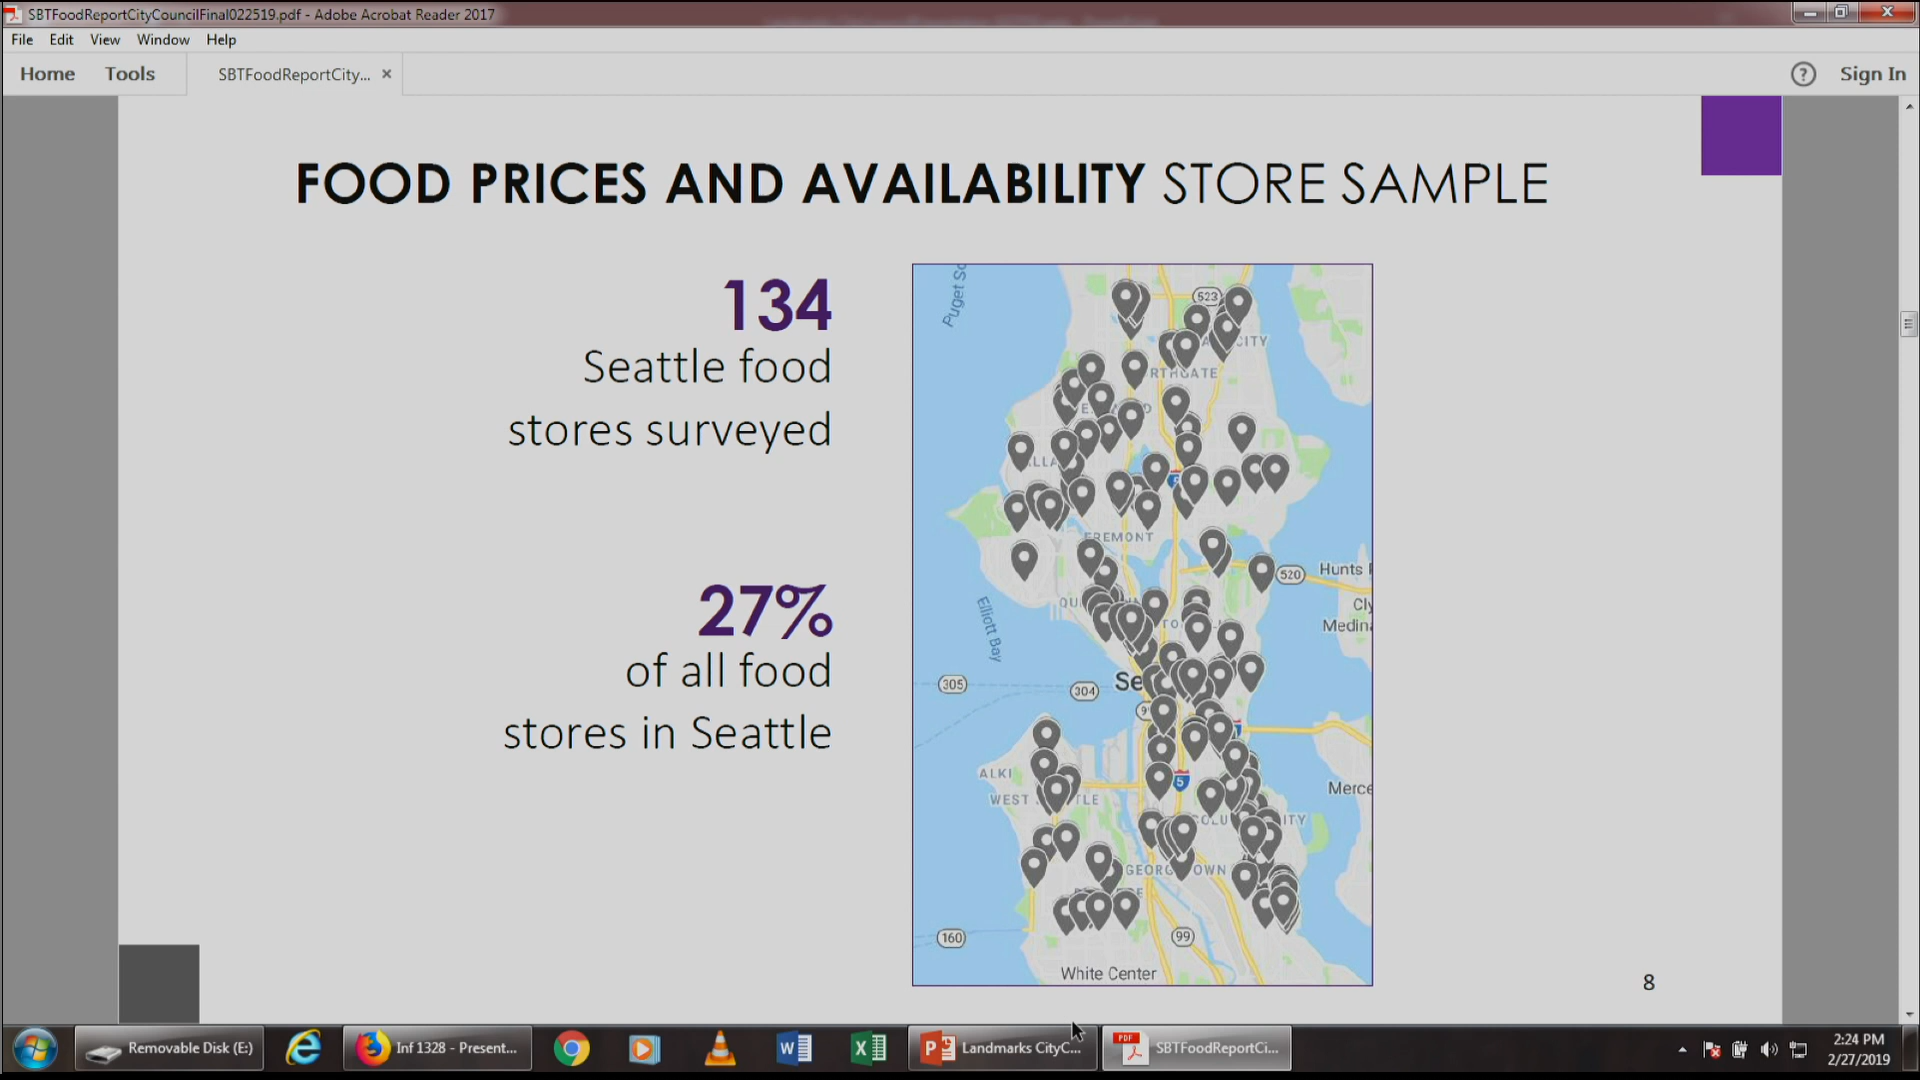 SBTFoodReportCityCouncilFinal022519.pdf - Adobe Acrobat Reader 2017
File Edit View Window Help
Home Tools SBTFoodReportCity... × ? Sign In
FOOD PRICES AND AVAILABILITY STORE SAMPLE
134
Seattle food
stores surveyed
27%
of all food
stores in Seattle
523
FREMONT
520
Elliott Bay
305
304
ALKI
5
GEORGETOWN
160
99
White Center
8
Removable Disk (E:)
Inf 1328 - Present...
Landmarks CityC...
PDF
SBTFoodReportCi...
2:24 PM
2/27/2019